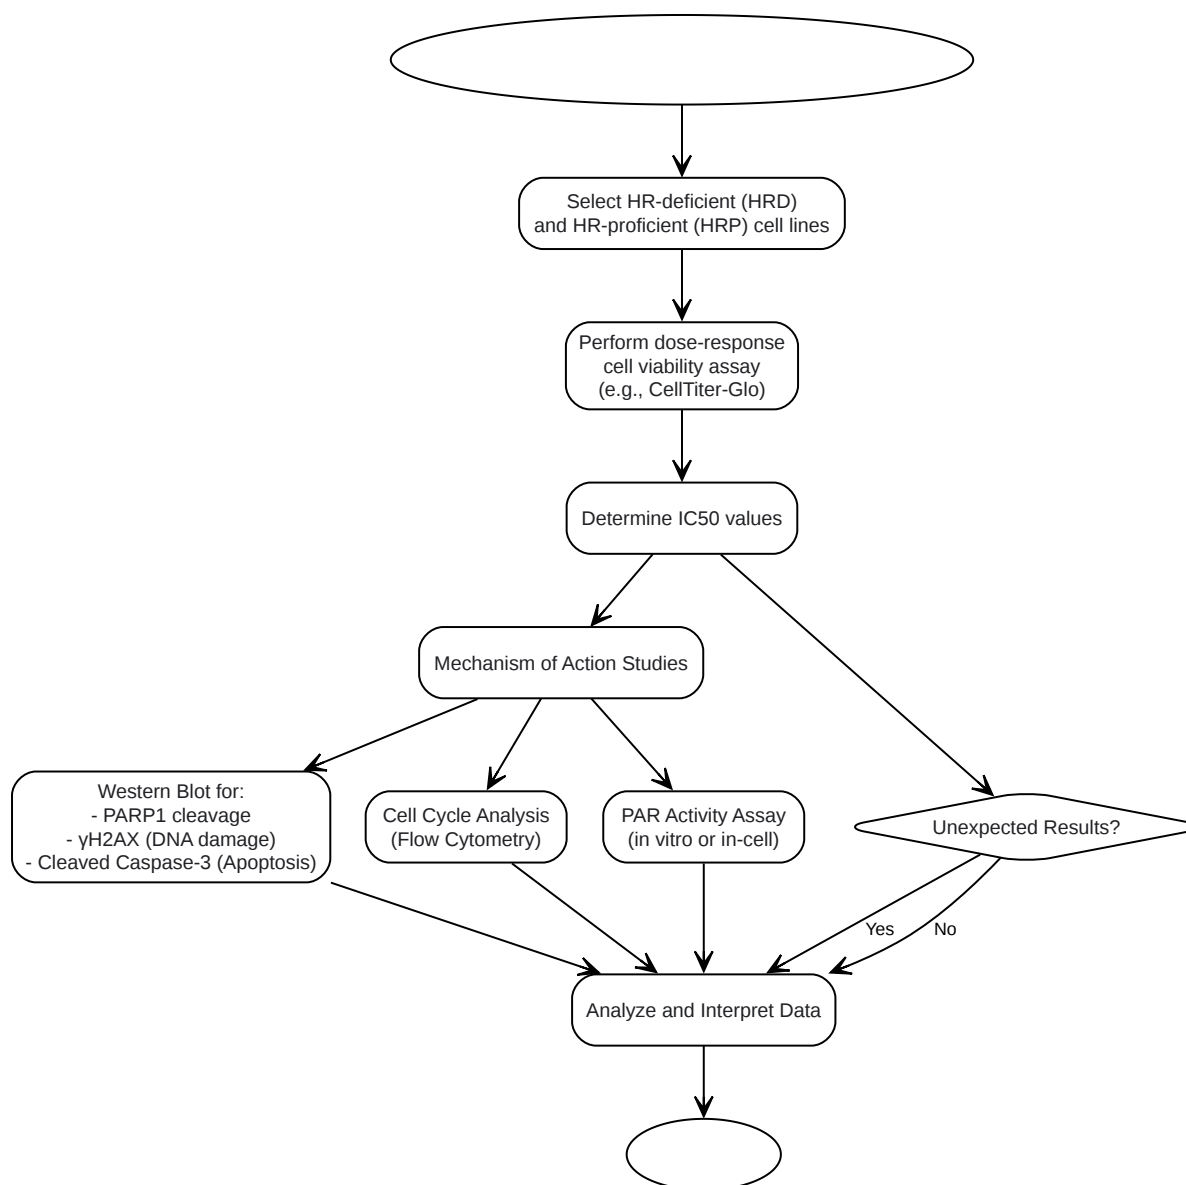 Select HR-deficient (HRD)
and HR-proficient (HRP) cell lines
Perform dose-response
cell viability assay
(e.g., CellTiter-Glo)
Determine IC50 values
Mechanism of Action Studies
Western Blot for:
- PARP1 cleavage
- γH2AX (DNA damage)
- Cleaved Caspase-3 (Apoptosis)
Cell Cycle Analysis
(Flow Cytometry)
PAR Activity Assay
(in vitro or in-cell)
Unexpected Results?
Yes
No
Analyze and Interpret Data